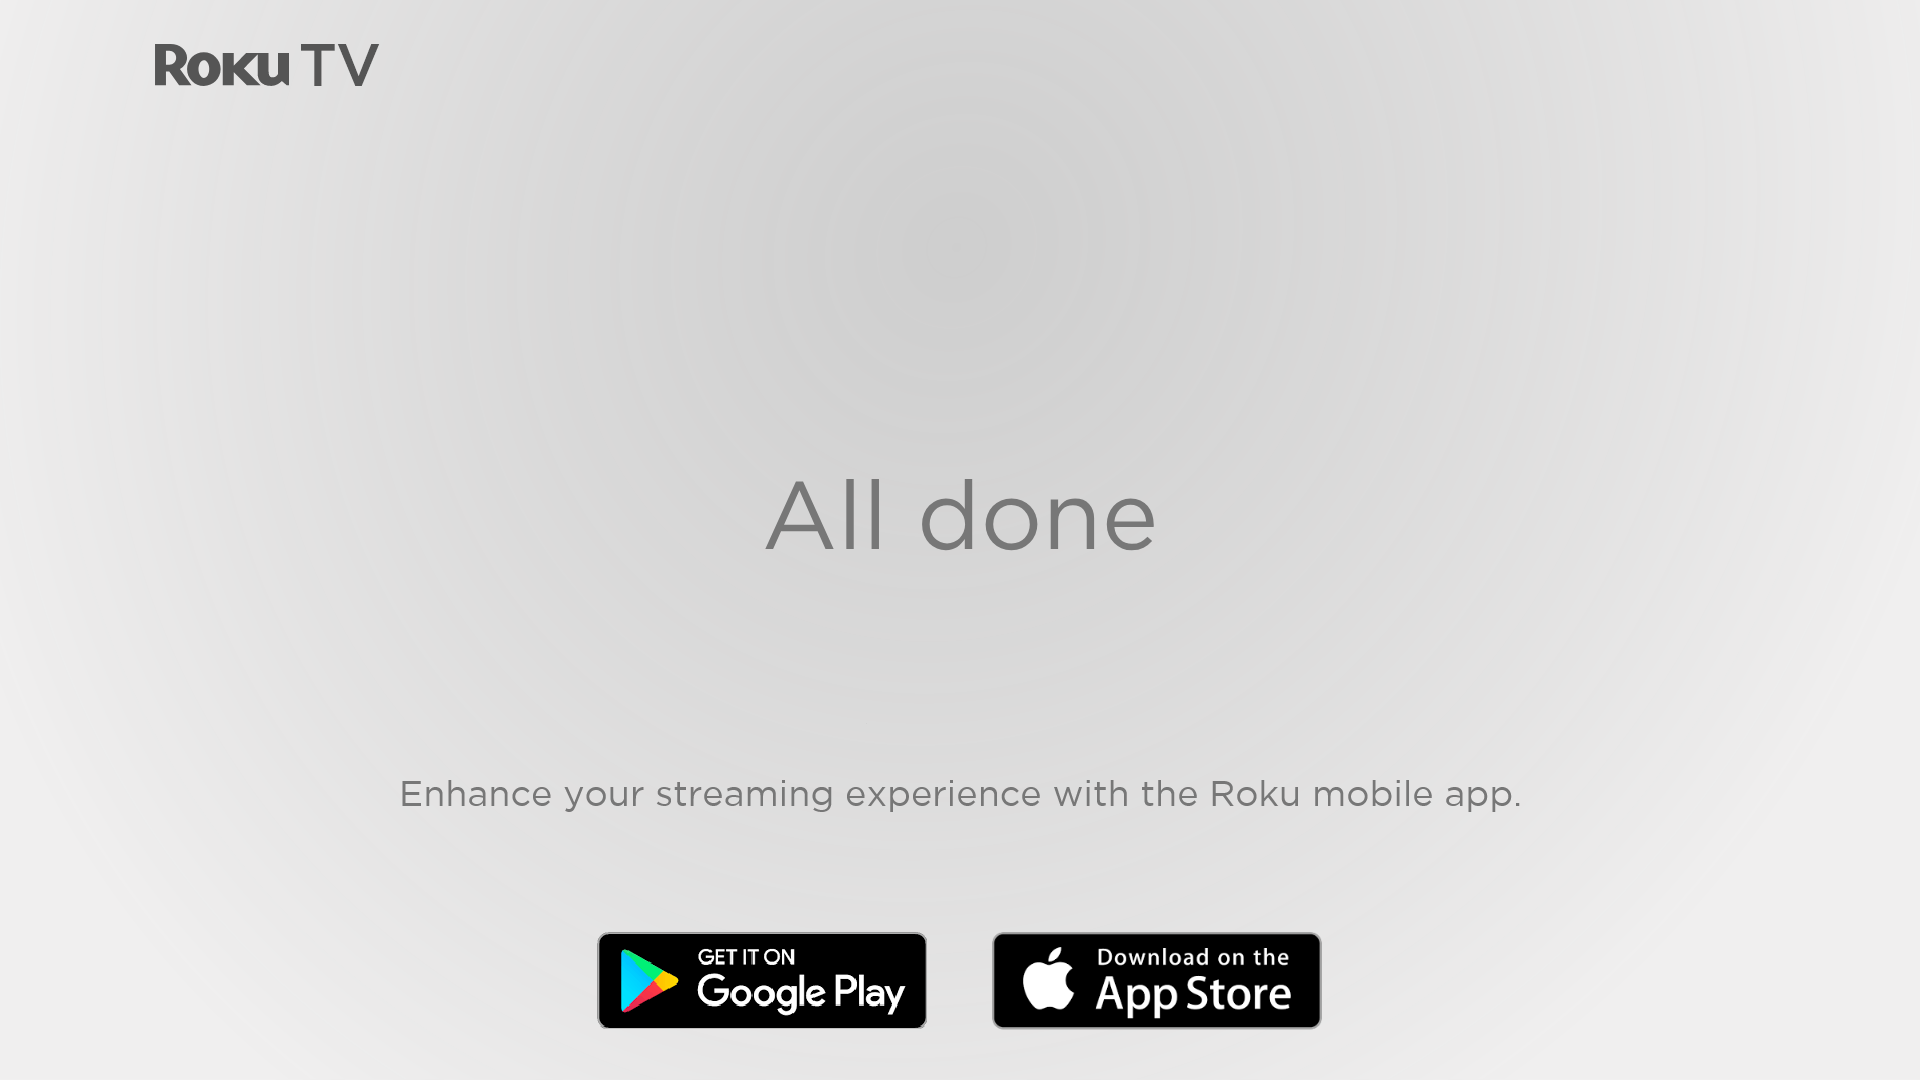 Roku TV
All done
Enhance your streaming experience with the Roku mobile app.
GET IT ON
Google Play
Download on the
App Store